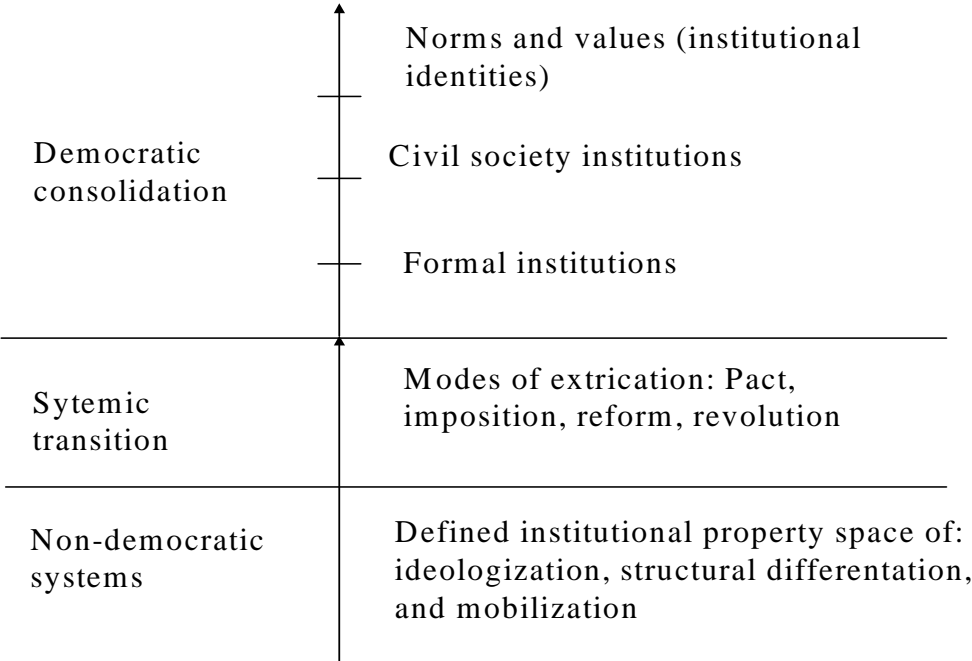 Norms and values (institutional
identities)
Democratic
consolidation
Civil society institutions
Formal institutions
Sytemic
transition
Modes of extrication: Pact,
imposition, reform, revolution
Non-democratic
systems
Defined institutional property space of:
ideologization, structural differentation,
and mobilization